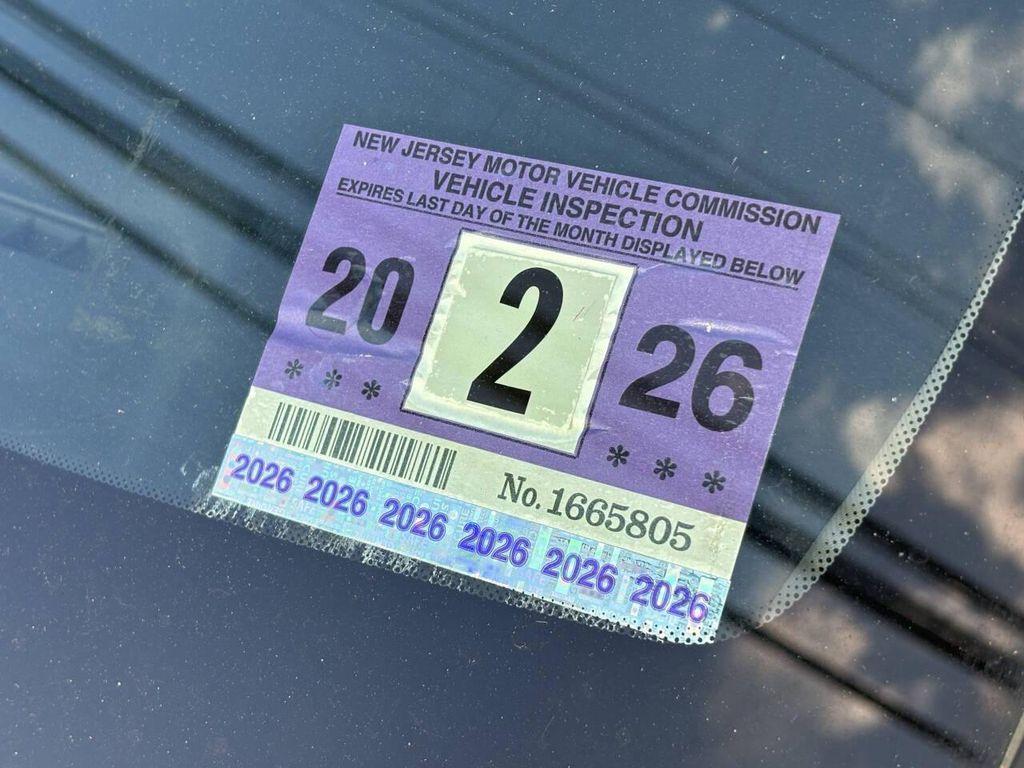 NEW JERSEY MOTOR VEHICLE COMMISSION
VEHICLE INSPECTION
EXPIRES LAST DAY OF THE MONTH DISPLAYED BELOW
20 2 26
* * * * * *
No. 1665805
2026 2026 2026 2026 2026 2026